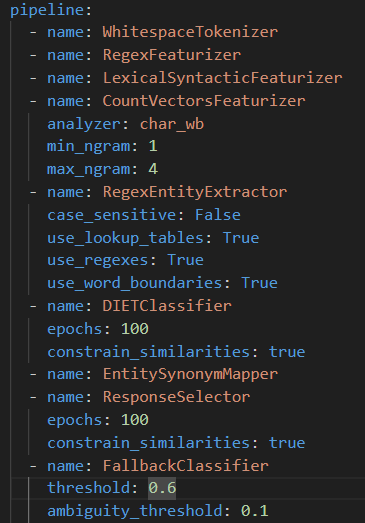 pipeline:
  - name: WhitespaceTokenizer
  - name: RegexFeaturizer
  - name: LexicalSyntacticFeaturizer
  - name: CountVectorsFeaturizer
    analyzer: char_wb
    min_ngram: 1
    max_ngram: 4
  - name: RegexEntityExtractor
    case_sensitive: False
    use_lookup_tables: True
    use_regexes: True
    use_word_boundaries: True
  - name: DIETClassifier
    epochs: 100
    constrain_similarities: true
  - name: EntitySynonymMapper
  - name: ResponseSelector
    epochs: 100
    constrain_similarities: true
  - name: FallbackClassifier
    threshold: 0.6
    ambiguity_threshold: 0.1